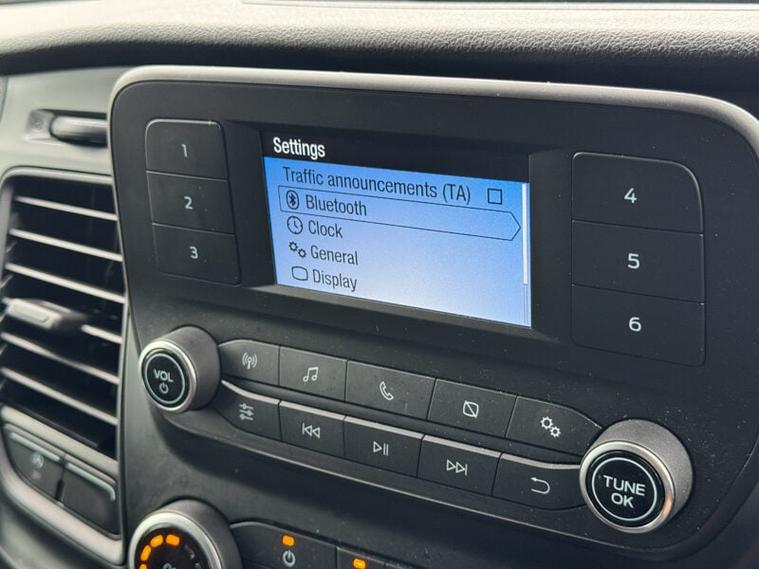 Settings
Traffic announcements (TA)
Bluetooth
Clock
General
Display
1
2
3
4
5
6
VOL
TUNE
OK